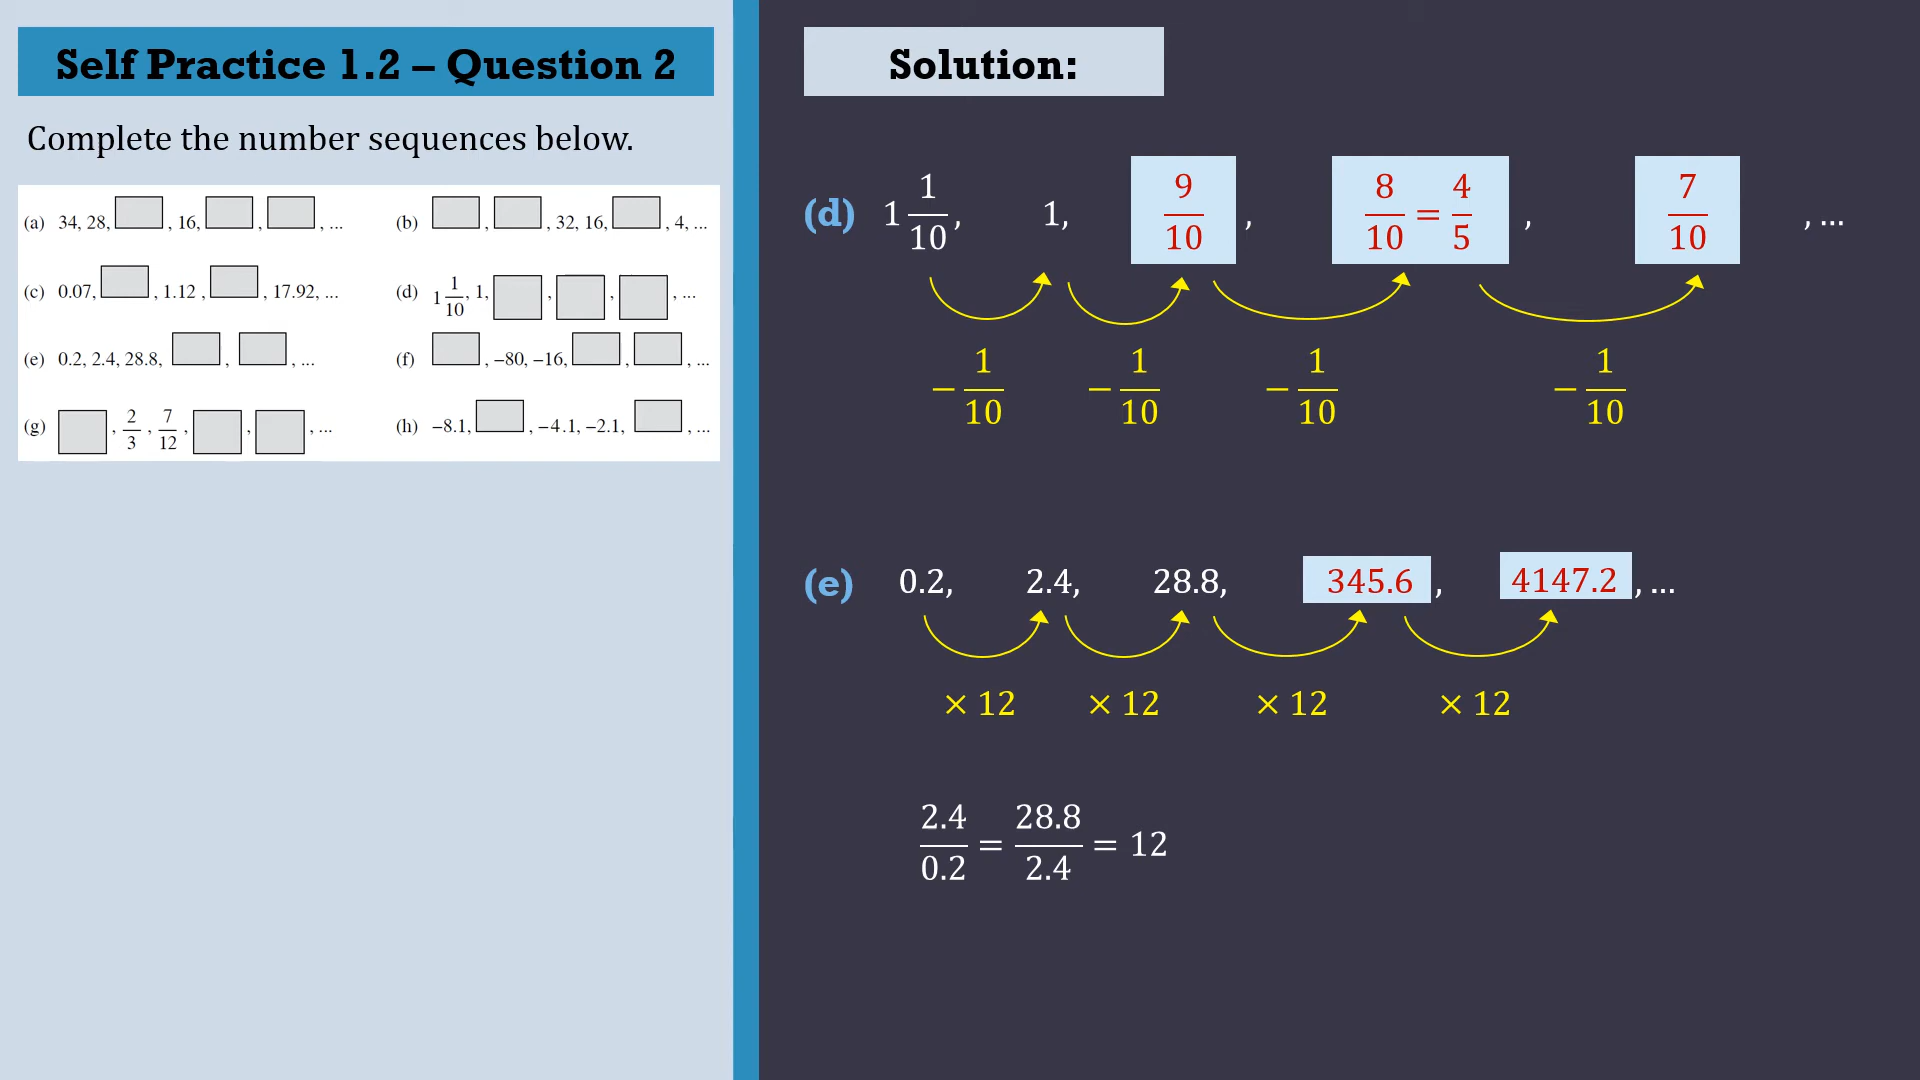 Self Practice 1.2 – Question 2
Complete the number sequences below.
(a) 34, 28, , 16, , , ...
(b) , , 32, 16, , 4, ...
(c) 0.07, , 1.12 , , 17.92, ...
(d) 1 1/10, 1, , , , ...
(e) 0.2, 2.4, 28.8, , , ...
(f) , −80, −16, , , ...
(g) , 2/3 , 7/12 , , , ...
(h) −8.1, , −4.1, −2.1, , ...
Solution:
(d) 1 1/10, 1, 9/10 , 8/10 = 4/5 , 7/10 , ...
− 1/10 − 1/10 − 1/10 − 1/10
(e) 0.2, 2.4, 28.8, 345.6 , 4147.2 , ...
× 12 × 12 × 12 × 12
2.4/0.2 = 28.8/2.4 = 12